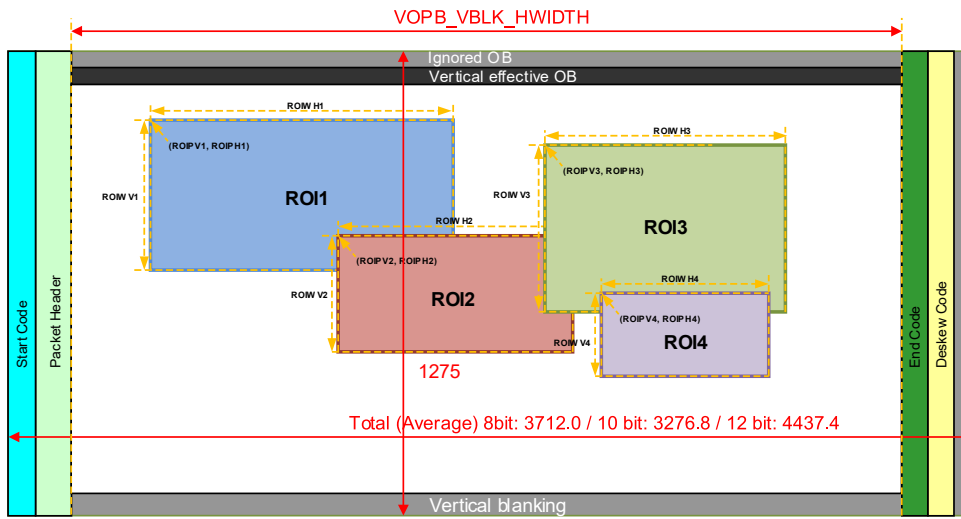 VOPB_VBLK_HWIDTH
Ignored OB
Vertical effective OB
ROIW H1
ROIW H3
(ROIPV1, ROIPH1)
(ROIPV3, ROIPH3)
ROIW V1
ROIW V3
ROI1
ROIW H2
ROI3
(ROIPV2, ROIPH2)
ROIW V2
ROI2
ROIW H4
(ROIPV4, ROIPH4)
ROIW V4
ROI4
1275
Start Code
Packet Header
End Code
Deskew Code
Total (Average) 8bit: 3712.0 / 10 bit: 3276.8 / 12 bit: 4437.4
Vertical blanking